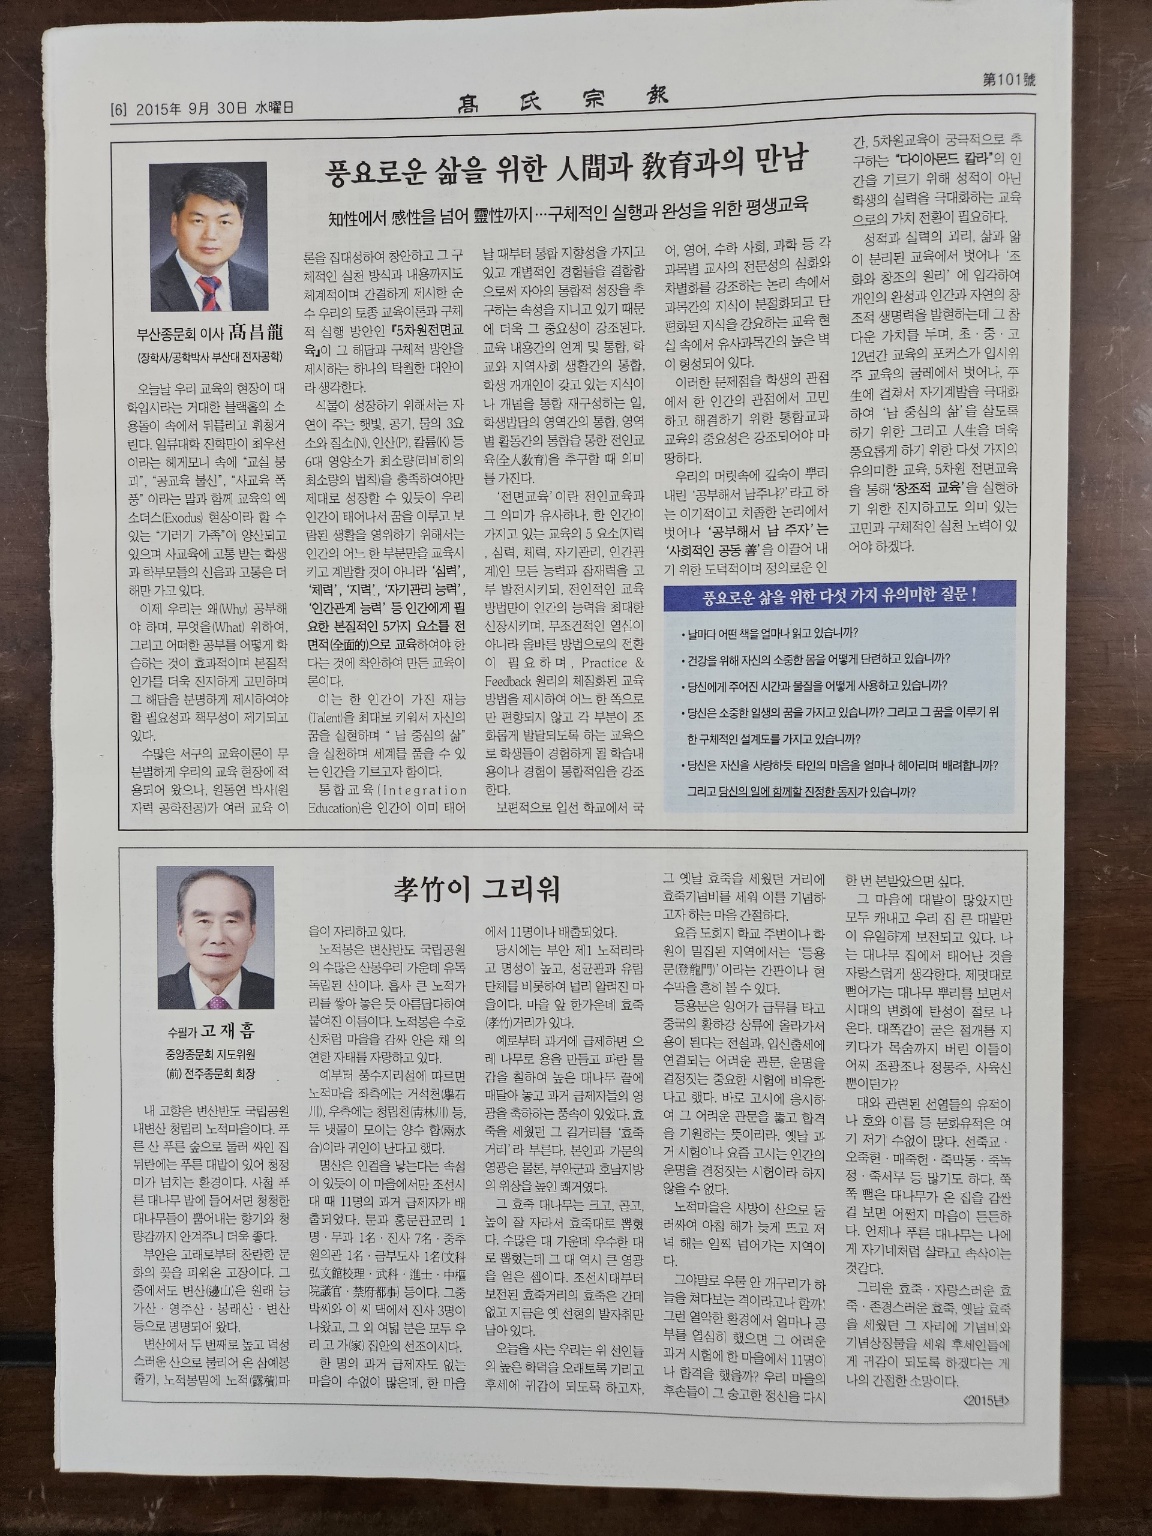 [6] 2015年 9月 30日 水曜日
髙氏宗報
第101號
풍요로운 삶을 위한 人間과 敎育과의 만남
知性에서 感性을 넘어 靈性까지…구체적인 실행과 완성을 위한 평생교육
부산종문회 이사 髙昌龍
(장학사/공학박사 부산대 전자공학)
오늘날 우리 교육의 현장이 대
학입시라는 거대한 블랙홀의 소
용돌이 속에서 뒤틀리고 휘청거
린다. 일류대학 진학만이 최우선
이라는 헤게모니 속에 “교실 붕
괴”, “공교육 불신”, “사교육 폭
풍” 이라는 말과 함께 교육의 엑
소더스(Exodus) 현상이라 할 수
있는 “기러기 가족”이 양산되고
있으며 사교육에 고통 받는 학생
과 학부모들의 신음과 고통은 더
해만 가고 있다.
이제 우리는 왜(Why) 공부해
야 하며, 무엇을(What) 위하여,
그리고 어떠한 공부를 어떻게 학
습하는 것이 효과적이며 본질적
인가를 더욱 진지하게 고민하며
그 해답을 분명하게 제시하여야
할 필요성과 책무성이 제기되고
있다.
수많은 서구의 교육이론이 무
분별하게 우리의 교육 현장에 적
용되어 왔으나, 원동연 박사(원
자력 공학전공)가 여러 교육 이
론을 집대성하여 창안하고 그 구
체적인 실천 방식과 내용까지도
체계적이며 간결하게 제시한 순
수 우리의 토종 교육이론과 구체
적 실행 방안인 『5차원전면교
육』이 그 해답과 구체적 방안을
제시하는 하나의 탁월한 대안이
라 생각한다.
식물이 성장하기 위해서는 자
연이 주는 햇빛, 공기, 물의 3요
소와 질소(N), 인산(P), 칼륨(K) 등
6대 영양소가 최소량(리비히의
최소량의 법칙)을 충족하여야만
제대로 성장할 수 있듯이 우리
인간이 태어나서 꿈을 이루고 보
람된 생활을 영위하기 위해서는
인간의 어느 한 부분만을 교육시
키고 계발할 것이 아니라 ‘심력’,
‘체력’, ‘지력’, ‘자기관리 능력’,
‘인간관계 능력’ 등 인간에게 필
요한 본질적인 5가지 요소를 전
면적(全面的)으로 교육하여야 한
다는 것에 착안하여 만든 교육이
론이다.
이는 한 인간이 가진 재능
(Talent)을 최대로 키워서 자신의
꿈을 실현하며 “ 남 중심의 삶”
을 실천하며 세계를 품을 수 있
는 인간을 기르고자 함이다.
통합교육(Integration
Education)은 인간이 이미 태어
날 때부터 통합 지향성을 가지고
있고 개별적인 경험들을 결합함
으로써 자아의 통합적 성장을 추
구하는 속성을 지니고 있기 때문
에 더욱 그 중요성이 강조된다.
교육 내용간의 연계 및 통합, 학
교와 지역사회 생활간의 통합,
학생 개개인이 갖고 있는 지식이
나 개념을 통합 재구성하는 일,
학생발달의 영역간의 통합, 영역
별 활동간의 통합을 통한 전인교
육(全人敎育)을 추구할 때 의미
를 가진다.
‘전면교육’이란 전인교육과
그 의미가 유사하나, 한 인간이
가지고 있는 교육의 5 요소(지력
, 심력, 체력, 자기관리, 인간관
계)인 모든 능력과 잠재력을 고
루 발전시키되, 전인적인 교육
방법만이 인간의 능력을 최대한
신장시키며, 무조건적인 열심이
아니라 올바른 방법으로의 전환
이 필요하며, Practice &
Feedback 원리의 체질화된 교육
방법을 제시하여 어느 한 쪽으로
만 편향되지 않고 각 부분이 조
화롭게 발달되도록 하는 교육으
로 학생들이 경험하게 될 학습내
용이나 경험이 통합적임을 강조
한다.
보편적으로 일선 학교에서 국
어, 영어, 수학 사회, 과학 등 각
과목별 교사의 전문성의 심화와
차별화를 강조하는 논리 속에서
과목간의 지식이 분절화되고 단
편화된 지식을 강요하는 교육 현
실 속에서 유사과목간의 높은 벽
이 형성되어 있다.
이러한 문제점을 학생의 관점
에서 한 인간의 관점에서 고민
하고 해결하기 위한 통합교과
교육의 중요성은 강조되어야 마
땅하다.
우리의 머릿속에 깊숙이 뿌리
내린 ‘공부해서 남주냐?’라고 하
는 이기적이고 치졸한 논리에서
벗어나 ‘공부해서 남 주자’는
‘사회적인 공동 善’을 이끌어 내
기 위한 도덕적이며 정의로운 인
간, 5차원교육이 궁극적으로 추
구하는 “다이아몬드 칼라”의 인
간을 기르기 위해 성적이 아닌
학생의 실력을 극대화하는 교육
으로의 가치 전환이 필요하다.
성적과 실력의 괴리, 삶과 앎
이 분리된 교육에서 벗어나 ‘조
화와 창조의 원리’ 에 입각하여
개인의 완성과 인간과 자연의 창
조적 생명력을 발현하는데 그 참
다운 가치를 두며, 초·중·고
12년간 교육의 포커스가 입시위
주 교육의 굴레에서 벗어나, 平
生에 걸쳐서 자기계발을 극대화
하여 ‘남 중심의 삶’을 살도록
하기 위한 그리고 人生을 더욱
풍요롭게 하기 위한 다섯 가지의
유의미한 교육, 5차원 전면교육
을 통해 ‘창조적 교육’을 실현하
기 위한 진지하고도 의미 있는
고민과 구체적인 실천 노력이 있
어야 하겠다.
풍요로운 삶을 위한 다섯 가지 유의미한 질문 !
• 날마다 어떤 책을 얼마나 읽고 있습니까?
• 건강을 위해 자신의 소중한 몸을 어떻게 단련하고 있습니까?
• 당신에게 주어진 시간과 물질을 어떻게 사용하고 있습니까?
• 당신은 소중한 일생의 꿈을 가지고 있습니까? 그리고 그 꿈을 이루기 위
한 구체적인 설계도를 가지고 있습니까?
• 당신은 자신을 사랑하듯 타인의 마음을 얼마나 헤아리며 배려합니까?
그리고 당신의 일에 함께할 진정한 동지가 있습니까?
孝竹이 그리워
수필가 고 재 흠
중앙종문회 지도위원
(前) 전주종문회 회장
내 고향은 변산반도 국립공원
내변산 청림리 노적마을이다. 푸
른 산 푸른 숲으로 둘러 싸인 집
뒤란에는 푸른 대밭이 있어 청정
미가 넘치는 환경이다. 사철 푸
른 대나무 밭에 들어서면 청청한
대나무들이 뿜어내는 향기와 청
량감까지 안겨주니 더욱 좋다.
부안은 고래로부터 찬란한 문
화의 꽃을 피워온 고장이다. 그
중에서도 변산(邊山)은 원래 능
가산·영주산·봉래산·변산
등으로 명명되어 왔다.
변산에서 두 번째로 높고 덕성
스러운 산으로 불리어 온 삼예봉
줄기, 노적봉밑에 노적(露積)마
을이 자리하고 있다.
노적봉은 변산반도 국립공원
의 수많은 산봉우리 가운데 유독
독립된 산이다. 흡사 큰 노적가
리를 쌓아 놓은 듯 아름답다하여
붙여진 이름이다. 노적봉은 수호
신처럼 마을을 감싸 안은 채 의
연한 자태를 자랑하고 있다.
예부터 풍수지리설에 따르면
노적마을 좌측에는 거석천(擧石
川), 우측에는 청림천(靑林川) 등,
두 냇물이 모이는 양수 합(兩水
合)이라 귀인이 난다고 했다.
명산은 인걸을 낳는다는 속설
이 있듯이 이 마을에서만 조선시
대 때 11명의 과거 급제자가 배
출되었다. 문과 홍문관교리 1
명·무과 1名·진사 7名·중추
원의관 1名·금부도사 1名(文科
弘文館校理·武科·進士·中樞
院議官·禁府都事) 등이다. 그중
박씨와 이 씨 댁에서 진사 3명이
나왔고, 그 외 여덟 분은 모두 우
리 고 가(家) 집안의 선조이시다.
한 명의 과거 급제자도 없는
마을이 수없이 많은데, 한 마을
에서 11명이나 배출되었다.
당시에는 부안 제1 노적리라
고 명성이 높고, 성균관과 유림
단체를 비롯하여 널리 알려진 마
을이다. 마을 앞 한가운데 효죽
(孝竹)거리가 있다.
예로부터 과거에 급제하면 으
레 나무로 용을 만들고 파란 물
감을 칠하여 높은 대나무 끝에
매달아 놓고 과거 급제자들의 영
광을 축하하는 풍속이 있었다. 효
죽을 세웠던 그 길거리를 ‘효죽
거리’라 부른다. 본인과 가문의
영광은 물론, 부안군과 호남지방
의 위상을 높인 쾌거였다.
그 효죽 대나무는 크고, 곧고,
높이 잘 자라서 효죽대로 뽑혔
다. 수많은 대 가운데 우수한 대
로 뽑혔는데 그 대 역시 큰 영광
을 얻은 셈이다. 조선시대부터
보전된 효죽거리의 효죽은 간데
없고 지금은 옛 선현의 발자취만
남아 있다.
오늘을 사는 우리는 위 선인들
의 높은 학덕을 오래토록 기리고
후세에 귀감이 되도록 하고자,
그 옛날 효죽을 세웠던 거리에
효죽기념비를 세워 이를 기념하
고자 하는 마음 간절하다.
요즘 도회지 학교 주변이나 학
원이 밀집된 지역에서는 ‘등용
문(登龍門)’이라는 간판이나 현
수막을 흔히 볼 수 있다.
등용문은 잉어가 급류를 타고
중국의 황하강 상류에 올라가서
용이 된다는 전설과, 입신출세에
연결되는 어려운 관문, 운명을
결정짓는 중요한 시험에 비유한
다고 했다. 바로 고시에 응시하
여 그 어려운 관문을 뚫고 합격
을 기원하는 뜻이리라. 옛날 과
거 시험이나 요즘 고시는 인간의
운명을 결정짓는 시험이라 하지
않을 수 없다.
노적마을은 사방이 산으로 둘
러싸여 아침 해가 늦게 뜨고 저
녁 해는 일찍 넘어가는 지역이
다.
그야말로 우물 안 개구리가 하
늘을 쳐다보는 격이라고나 할까!
그런 열악한 환경에서 얼마나 공
부를 열심히 했으면 그 어려운
과거 시험에 한 마을에서 11명이
나 합격을 했을까? 우리 마을의
후손들이 그 숭고한 정신을 다시
한 번 본받았으면 싶다.
그 마을에 대밭이 많았지만
모두 캐내고 우리 집 큰 대밭만
이 유일하게 보전되고 있다. 나
는 대나무 집에서 태어난 것을
자랑스럽게 생각한다. 제멋대로
뻗어가는 대나무 뿌리를 보면서
시대의 변화에 반성이 절로 나
온다. 대쪽같이 굳은 절개를 지
키다가 목숨까지 버린 이들이
어찌 조광조나 정몽주, 사육신
뿐이던가?
대와 관련된 선열들의 유적이
나 호와 이름 등 문화유적은 여
기 저기 수없이 많다. 선죽교·
오죽헌·매죽헌·죽막동·죽녹
정·죽서루 등 많기도 하다. 쭉
쭉 뻗은 대나무가 온 집을 감싼
걸 보면 어쩐지 마음이 든든하
다. 언제나 푸른 대나무는 나에
게 자기네처럼 살라고 속삭이는
것같다.
그리운 효죽·자랑스러운 효
죽·존경스러운 효죽, 옛날 효죽
을 세웠던 그 자리에 기념비와
기념상징물을 세워 후세인들에
게 귀감이 되도록 하겠다는 게
나의 간절한 소망이다.
<2015년>